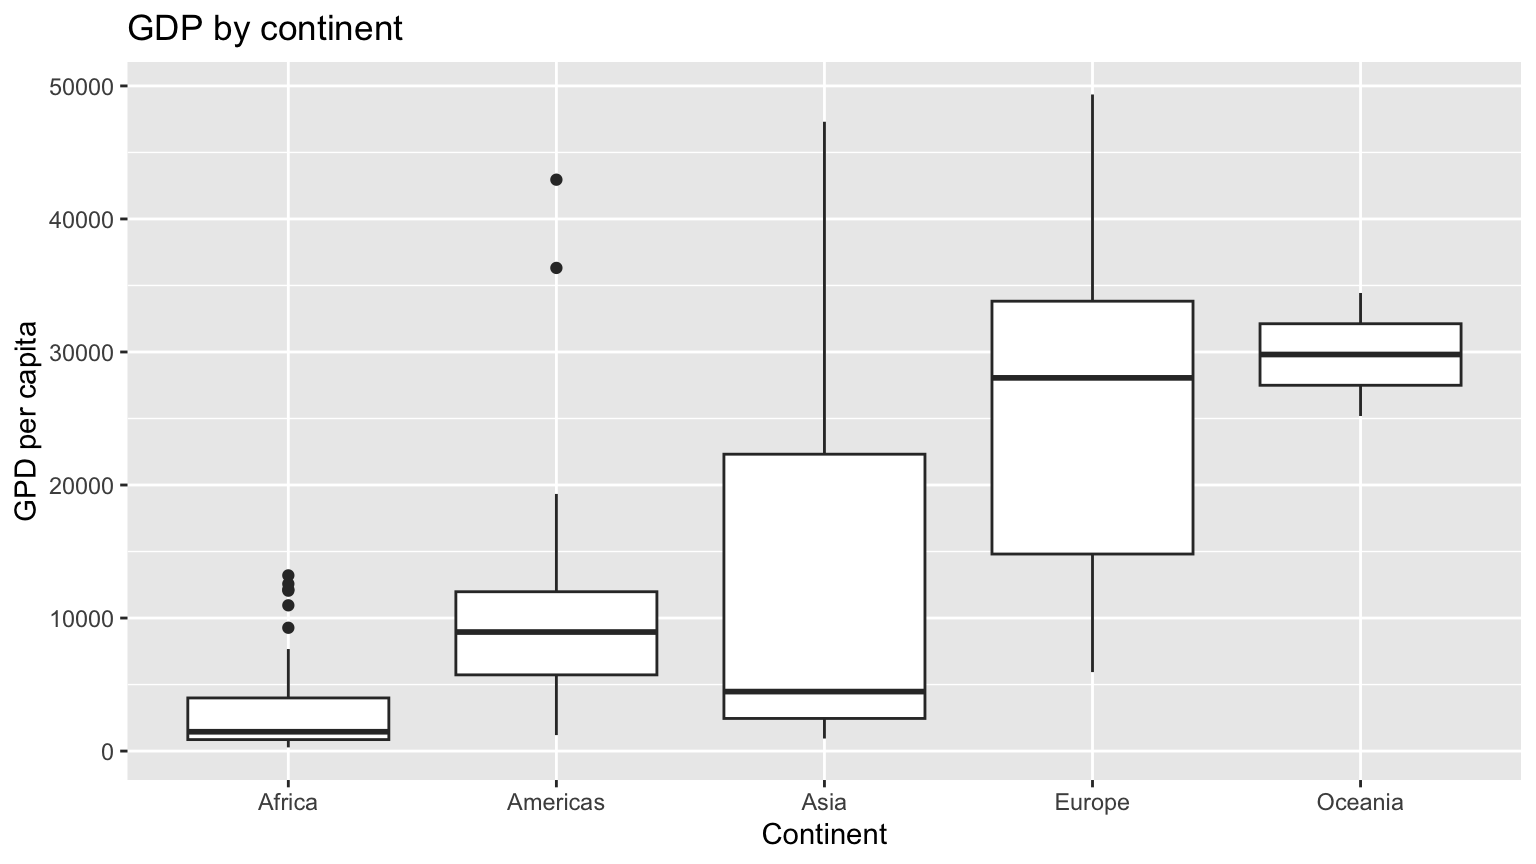 GDP by continent
50000
40000
30000
20000
10000
0
GPD per capita
Africa Americas Asia Europe Oceania
Continent